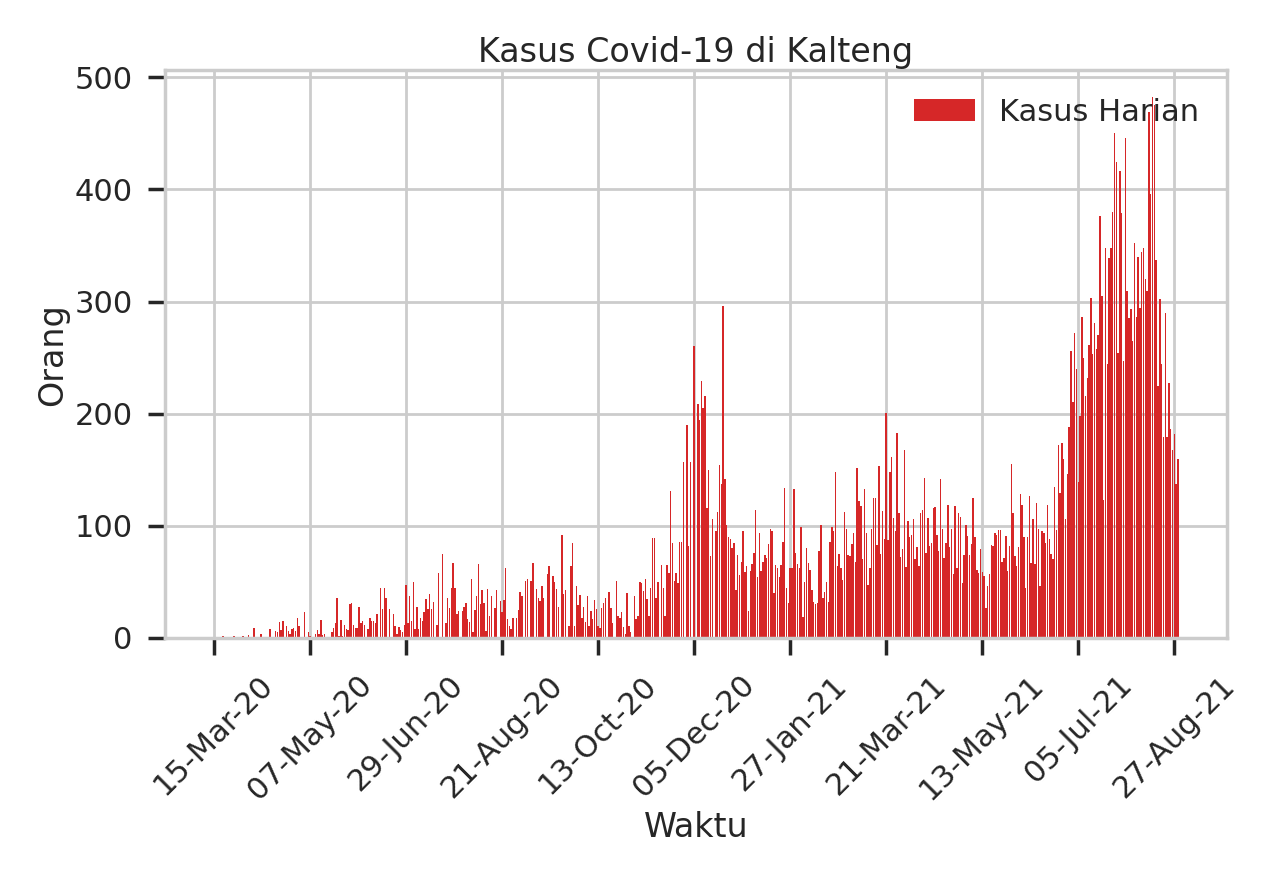 Kasus Covid-19 di Kalteng
500
400
300
200
100
0
Orang
Kasus Harian
15-Mar-20
07-May-20
29-Jun-20
21-Aug-20
13-Oct-20
05-Dec-20
27-Jan-21
21-Mar-21
13-May-21
05-Jul-21
27-Aug-21
Waktu